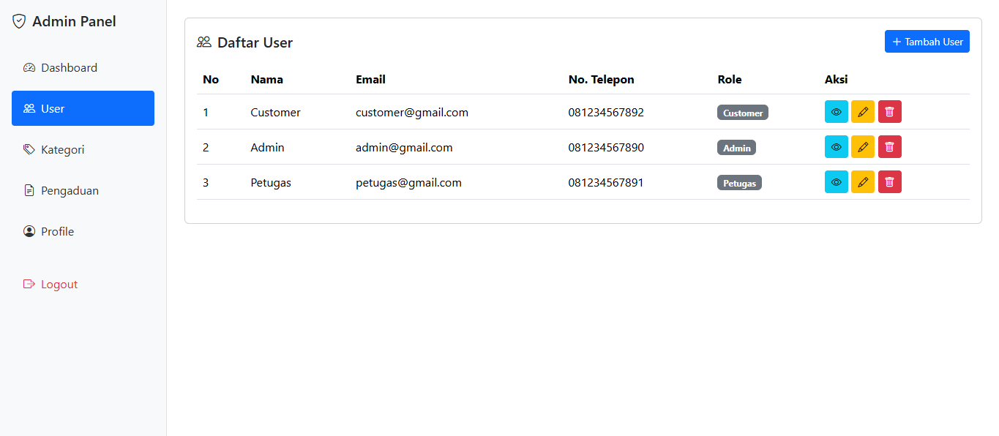 Admin Panel
Dashboard
User
Kategori
Pengaduan
Profile
Logout
Daftar User
Tambah User
No Nama Email No. Telepon Role Aksi
1 Customer customer@gmail.com 081234567892 Customer
2 Admin admin@gmail.com 081234567890 Admin
3 Petugas petugas@gmail.com 081234567891 Petugas